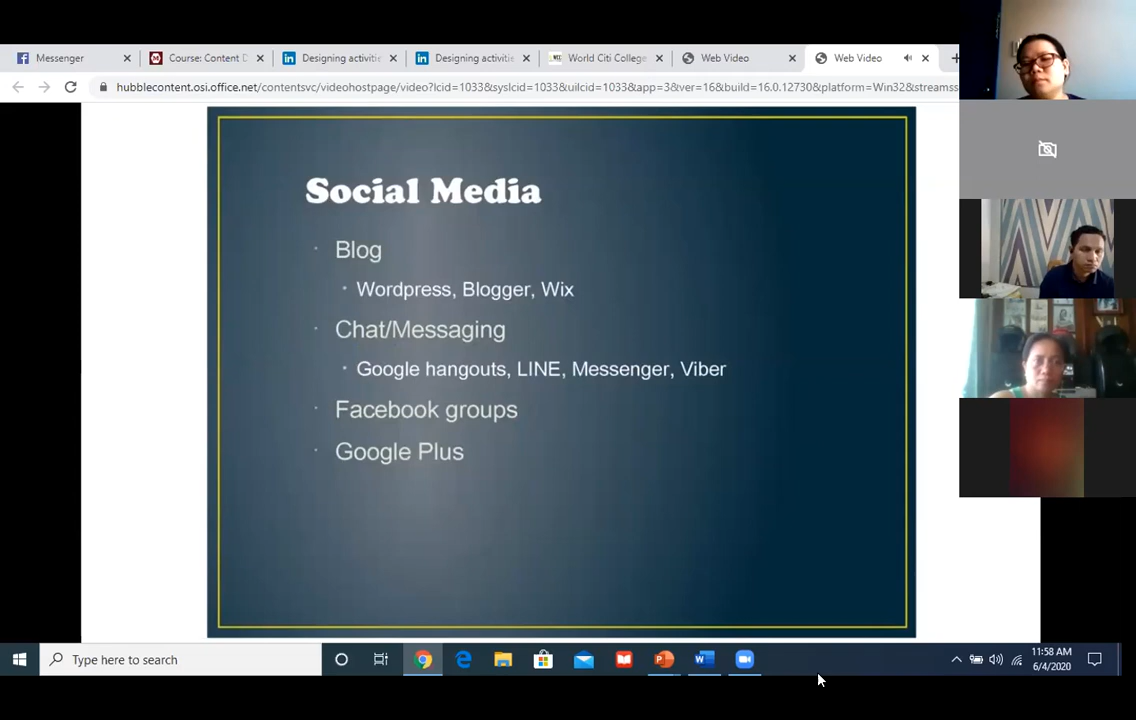 Messenger
Course: Content D
Designing activitie
Designing activitie
World Citi College
Web Video
Web Video
hubblecontent.osi.office.net/contentsvc/videohostpage/video?lcid=1033&syslcid=1033&uilcid=1033&app=3&ver=16&build=16.0.12730&platform=Win32&streamss
Social Media
Blog
Wordpress, Blogger, Wix
Chat/Messaging
Google hangouts, LINE, Messenger, Viber
Facebook groups
Google Plus
Type here to search
11:58 AM
6/4/2020